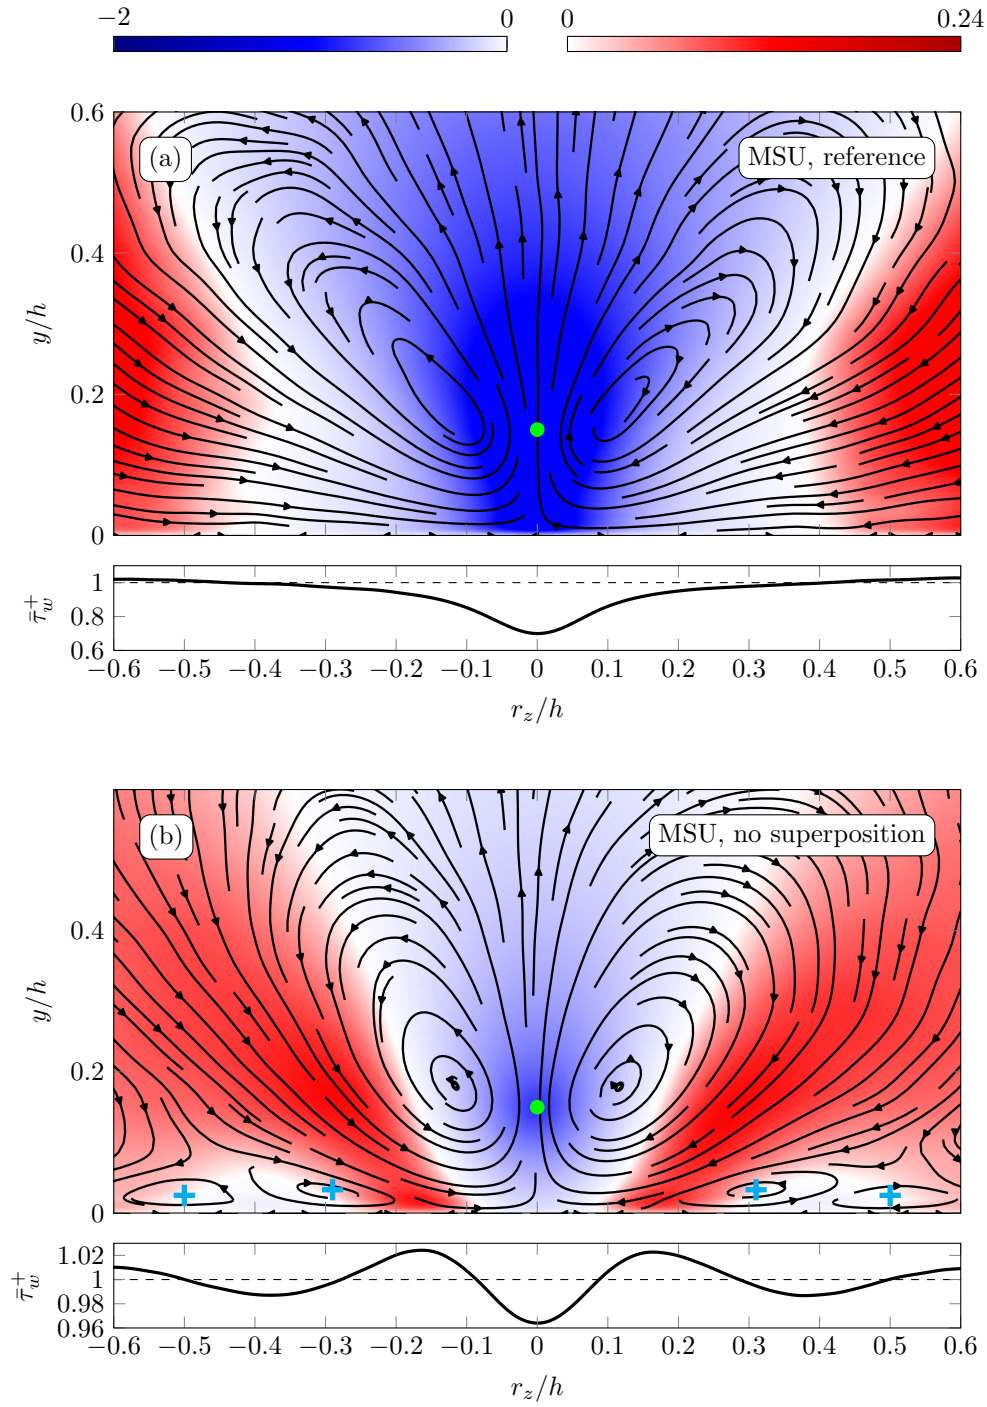 −2 0 0 0.24
0.6
(a) MSU, reference
0.4
y/h
0.2
0
1
τ̄w+
0.8
0.6
−0.6 −0.5 −0.4 −0.3 −0.2 −0.1 0 0.1 0.2 0.3 0.4 0.5 0.6
rz/h
(b) MSU, no superposition
0.4
y/h
0.2
0
1.02
τ̄w+
1
0.98
0.96
−0.6 −0.5 −0.4 −0.3 −0.2 −0.1 0 0.1 0.2 0.3 0.4 0.5 0.6
rz/h